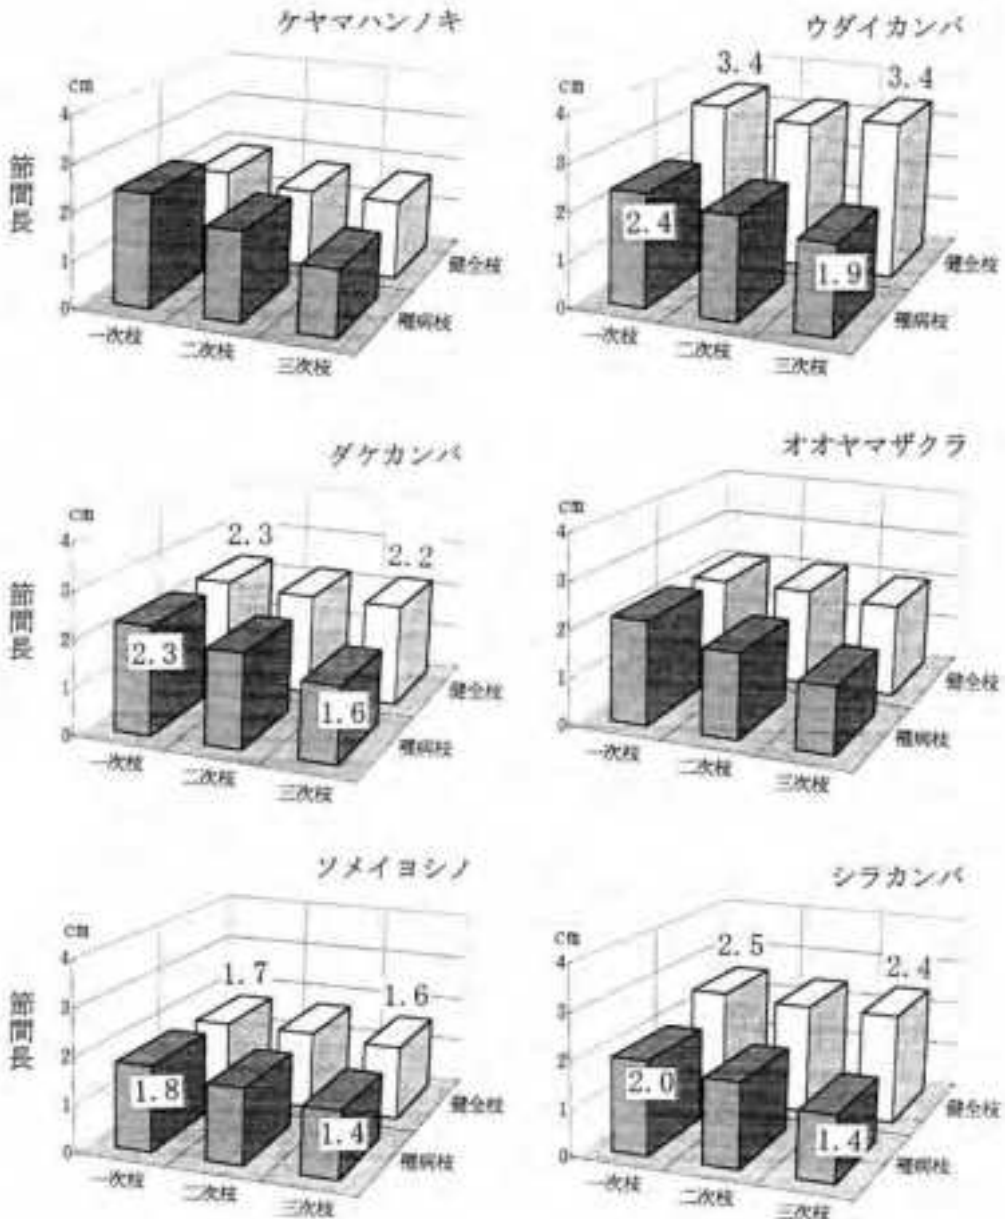 ケヤマハンノキ
cm
4
3
2
1
0
節間長
一次枝
二次枝
三次枝
健全枝
罹病枝
ウダイカンバ
cm
4
3
2
1
0
3.4
3.4
2.4
1.9
一次枝
二次枝
三次枝
健全枝
罹病枝
ダケカンバ
cm
4
3
2
1
0
節間長
2.3
2.2
2.3
1.6
一次枝
二次枝
三次枝
健全枝
罹病枝
オオヤマザクラ
cm
4
3
2
1
0
一次枝
二次枝
三次枝
健全枝
罹病枝
ソメイヨシノ
cm
4
3
2
1
0
節間長
1.7
1.6
1.8
1.4
一次枝
二次枝
三次枝
健全枝
罹病枝
シラカンバ
cm
4
3
2
1
0
2.5
2.4
2.0
1.4
一次枝
二次枝
三次枝
健全枝
罹病枝